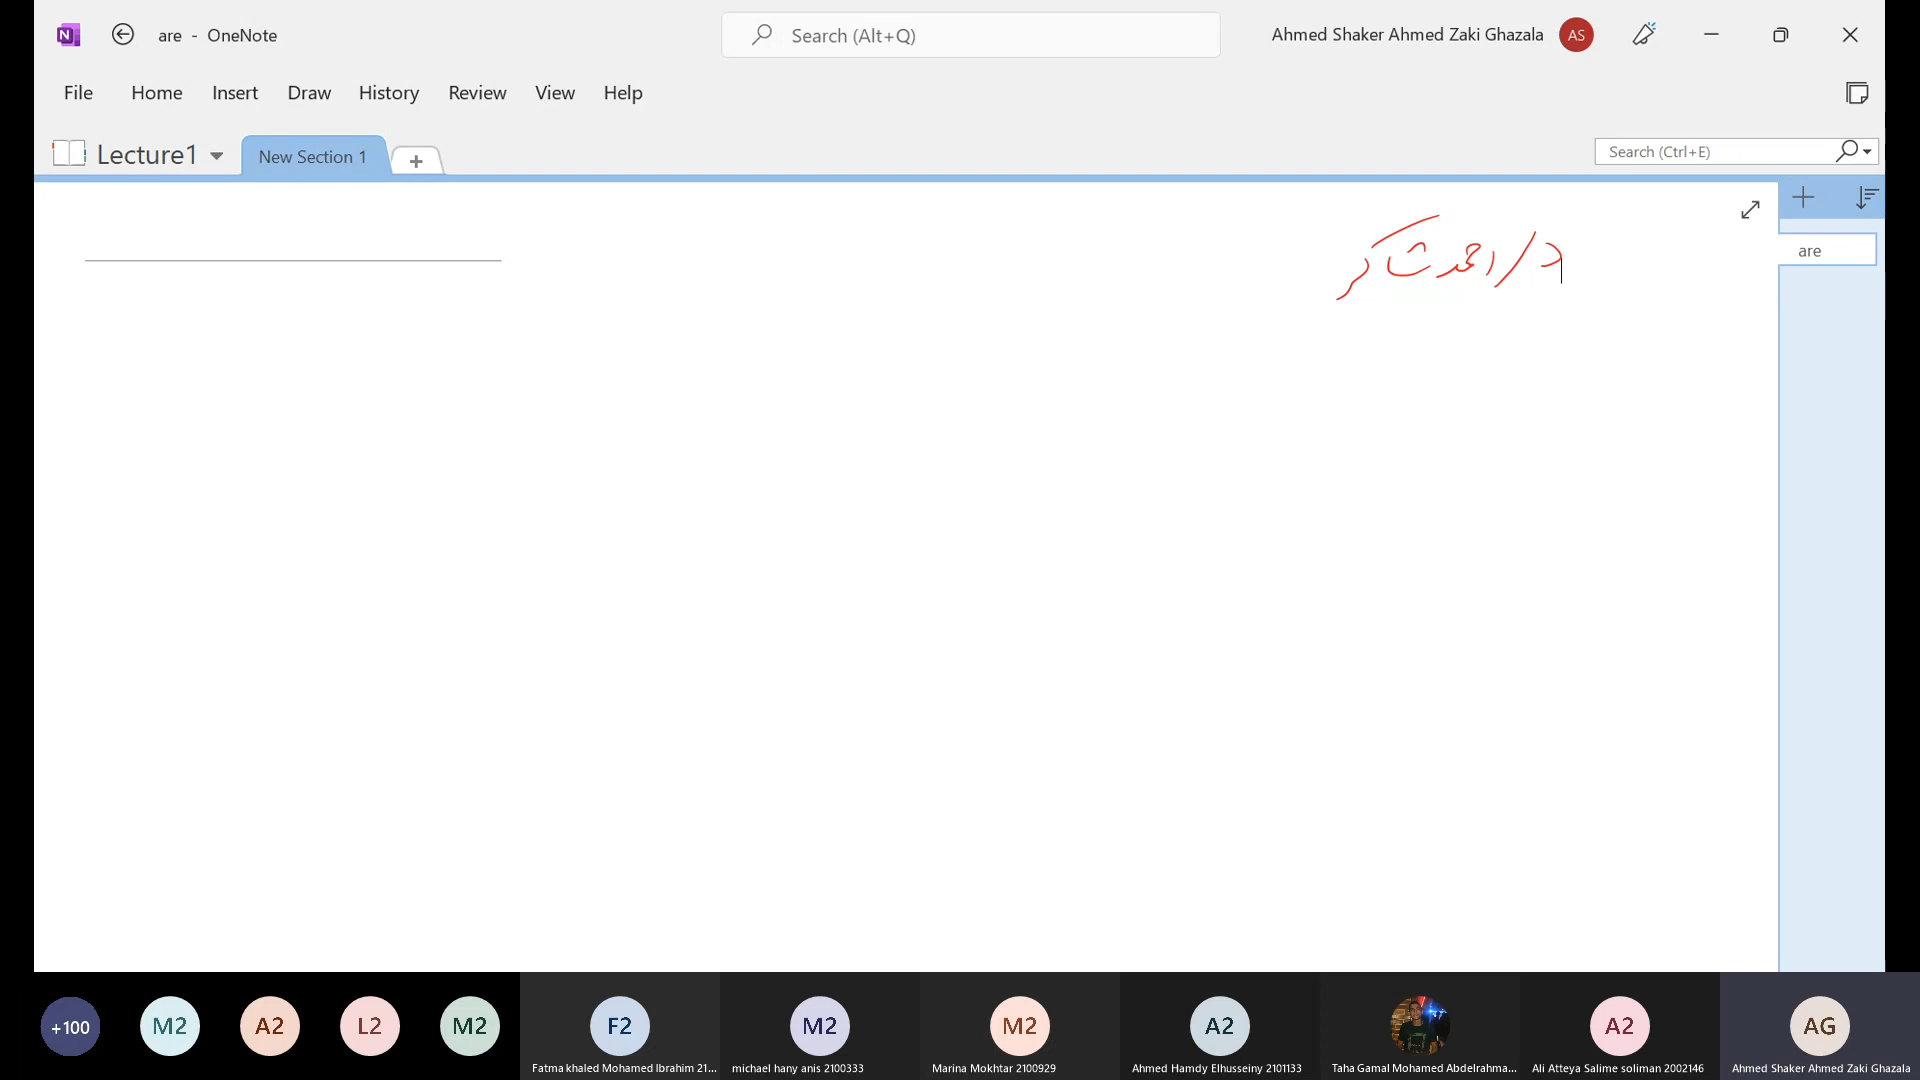 are - OneNote
Search (Alt+Q)
Ahmed Shaker Ahmed Zaki Ghazala AS
File Home Insert Draw History Review View Help
Lecture1 New Section 1 +
Search (Ctrl+E)
د/احمد شاكر
are
+100 M2 A2 L2 M2 F2 M2 M2 A2 A2 AG
Fatma khaled Mohamed Ibrahim 21... michael hany anis 2100333 Marina Mokhtar 2100929 Ahmed Hamdy Elhusseiny 2101133 Taha Gamal Mohamed Abdelrahma... Ali Atteya Salime soliman 2002146 Ahmed Shaker Ahmed Zaki Ghazala